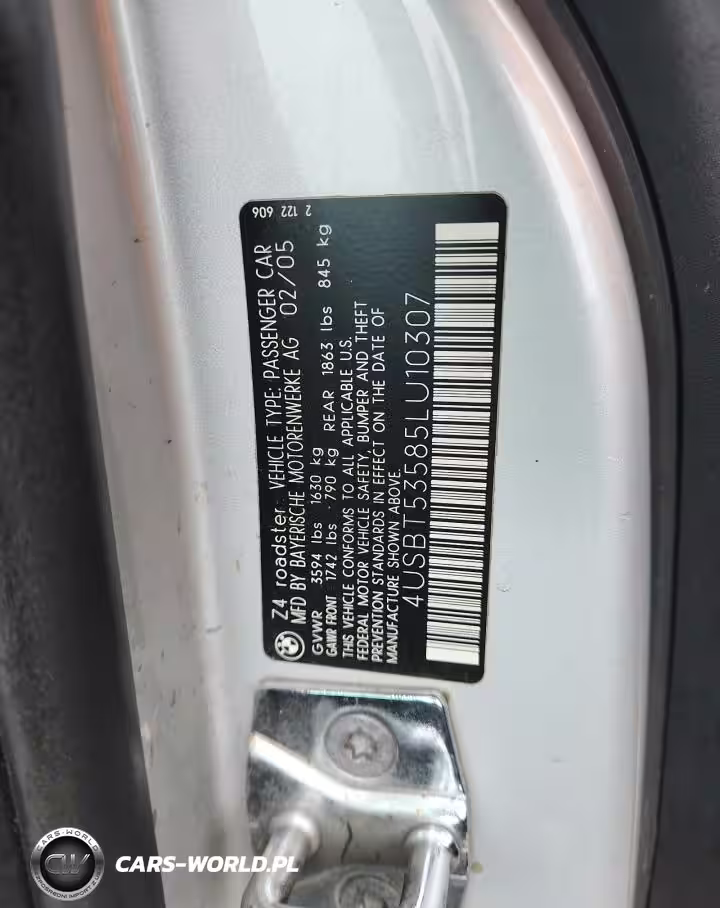 Z4 roadster VEHICLE TYPE: PASSENGER CAR
MFD BY BAYERISCHE MOTORENWERKE AG 02/05
GVWR 3594 lbs 1630 kg
GAWR FRONT: 1742 lbs 790 kg REAR 1863 lbs 845 kg
THIS VEHICLE CONFORMS TO ALL APPLICABLE U.S.
FEDERAL MOTOR VEHICLE SAFETY, BUMPER AND THEFT
PREVENTION STANDARDS IN EFFECT ON THE DATE OF
MANUFACTURE SHOWN ABOVE.
4USBT53585LU10307
2 122 606
CARS-WORLD
CW
CARS-WORLD.PL